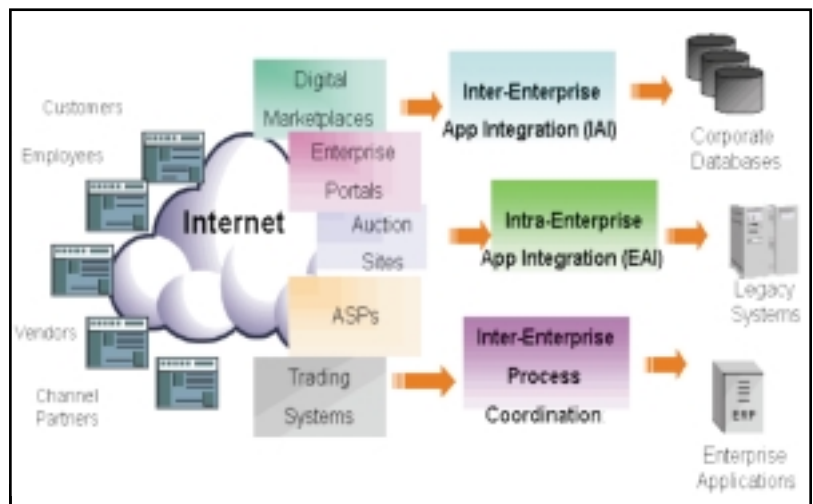 Customers
Employees
Vendors
Channel
Partners
Internet
Digital
Marketplaces
Enterprise
Portals
Auction
Sites
ASPs
Trading
Systems
Inter-Enterprise
App Integration (IAI)
Intra-Enterprise
App Integration (EAI)
Inter-Enterprise
Process
Coordination
Corporate
Databases
Legacy
Systems
ERP
Enterprise
Applications